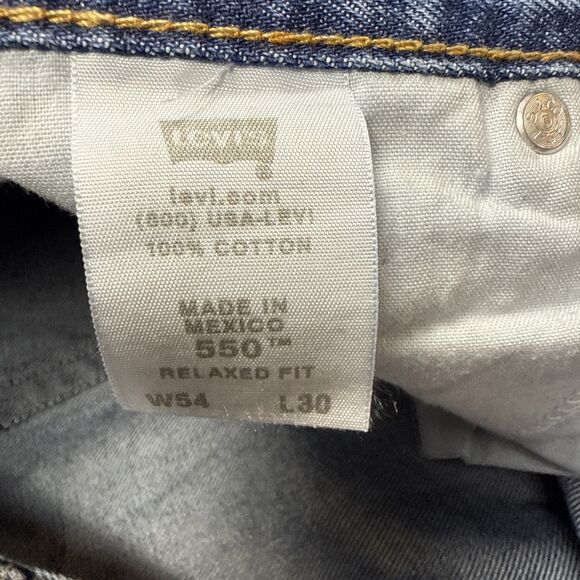 Levi's
®
levi.com
(800) USA-LEVI
100% COTTON
MADE IN
MEXICO
550™
RELAXED FIT
W54 L30